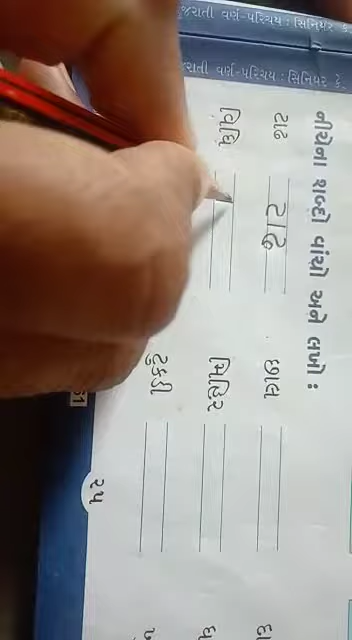 ગુજરાતી વર્ણ-પરિચય : સિનિયર કે.
નીચેના શબ્દો વાંચો અને લખો :
ટાઢ ટાઢ છાલ
વિધિ મિહિર
ટુકડી
૨૫